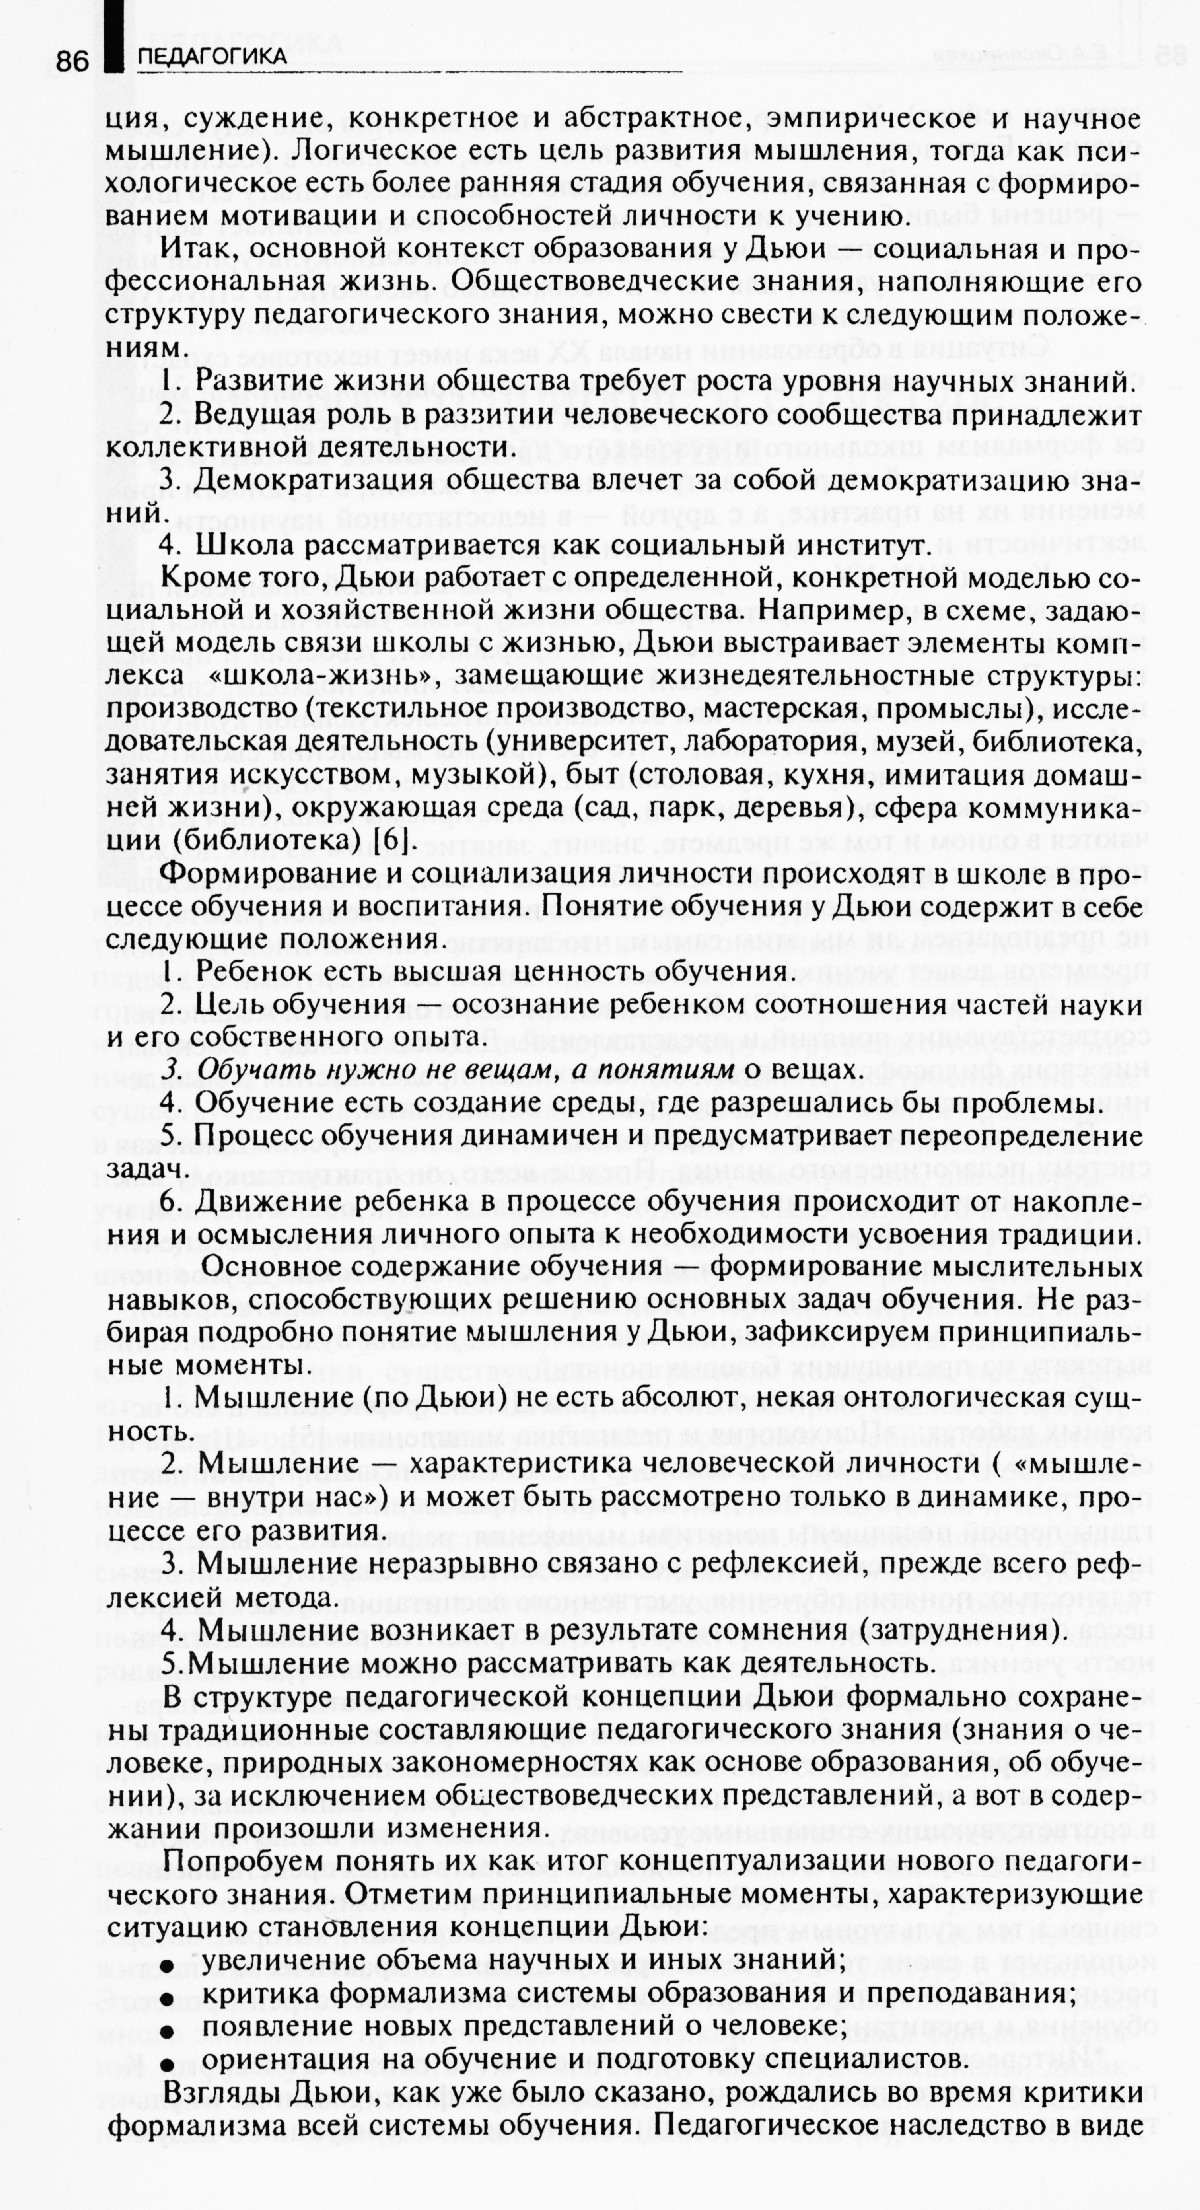 86 ПЕДАГОГИКА
ция, суждение, конкретное и абстрактное, эмпирическое и научное
мышление). Логическое есть цель развития мышления, тогда как пси-
хологическое есть более ранняя стадия обучения, связанная с формиро-
ванием мотивации и способностей личности к учению.
Итак, основной контекст образования у Дьюи — социальная и про-
фессиональная жизнь. Обществоведческие знания, наполняющие его
структуру педагогического знания, можно свести к следующим положе-
ниям.
1. Развитие жизни общества требует роста уровня научных знаний.
2. Ведущая роль в развитии человеческого сообщества принадлежит
коллективной деятельности.
3. Демократизация общества влечет за собой демократизацию зна-
ний.
4. Школа рассматривается как социальный институт.
Кроме того, Дьюи работает с определенной, конкретной моделью со-
циальной и хозяйственной жизни общества. Например, в схеме, задаю-
щей модель связи школы с жизнью, Дьюи выстраивает элементы комп-
лекса «школа-жизнь», замещающие жизнедеятельностные структуры:
производство (текстильное производство, мастерская, промыслы), иссле-
довательская деятельность (университет, лаборатория, музей, библиотека,
занятия искусством, музыкой), быт (столовая, кухня, имитация домаш-
ней жизни), окружающая среда (сад, парк, деревья), сфера коммуника-
ции (библиотека) [6].
Формирование и социализация личности происходят в школе в про-
цессе обучения и воспитания. Понятие обучения у Дьюи содержит в себе
следующие положения.
1. Ребенок есть высшая ценность обучения.
2. Цель обучения — осознание ребенком соотношения частей науки
и его собственного опыта.
3. Обучать нужно не вещам, а понятиям о вещах.
4. Обучение есть создание среды, где разрешались бы проблемы.
5. Процесс обучения динамичен и предусматривает переопределение
задач.
6. Движение ребенка в процессе обучения происходит от накопле-
ния и осмысления личного опыта к необходимости усвоения традиции.
Основное содержание обучения — формирование мыслительных
навыков, способствующих решению основных задач обучения. Не раз-
бирая подробно понятие мышления у Дьюи, зафиксируем принципиаль-
ные моменты.
1. Мышление (по Дьюи) не есть абсолют, некая онтологическая сущ-
ность.
2. Мышление — характеристика человеческой личности ( «мышле-
ние — внутри нас») и может быть рассмотрено только в динамике, про-
цессе его развития.
3. Мышление неразрывно связано с рефлексией, прежде всего реф-
лексией метода.
4. Мышление возникает в результате сомнения (затруднения).
5.Мышление можно рассматривать как деятельность.
В структуре педагогической концепции Дьюи формально сохране-
ны традиционные составляющие педагогического знания (знания о че-
ловеке, природных закономерностях как основе образования, об обуче-
нии), за исключением обществоведческих представлений, а вот в содер-
жании произошли изменения.
Попробуем понять их как итог концептуализации нового педагоги-
ческого знания. Отметим принципиальные моменты, характеризующие
ситуацию становления концепции Дьюи:
• увеличение объема научных и иных знаний;
• критика формализма системы образования и преподавания;
• появление новых представлений о человеке;
• ориентация на обучение и подготовку специалистов.
Взгляды Дьюи, как уже было сказано, рождались во время критики
формализма всей системы обучения. Педагогическое наследство в виде